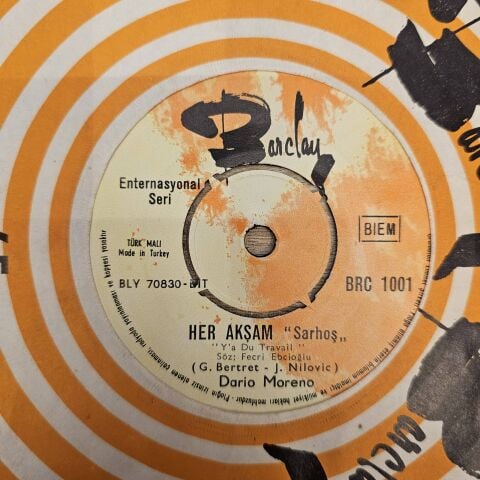 Barclay
Enternasyonal
Seri
TÜRK MALI
Made in Turkey
BIEM
BLY 70830-BIT
BRC 1001
HER AKŞAM "Sarhoş„
"Y'a Du Travail"
Söz; Fecri Ebcioğlu
(G. Bertret - J. Nilovic)
Dario Moreno